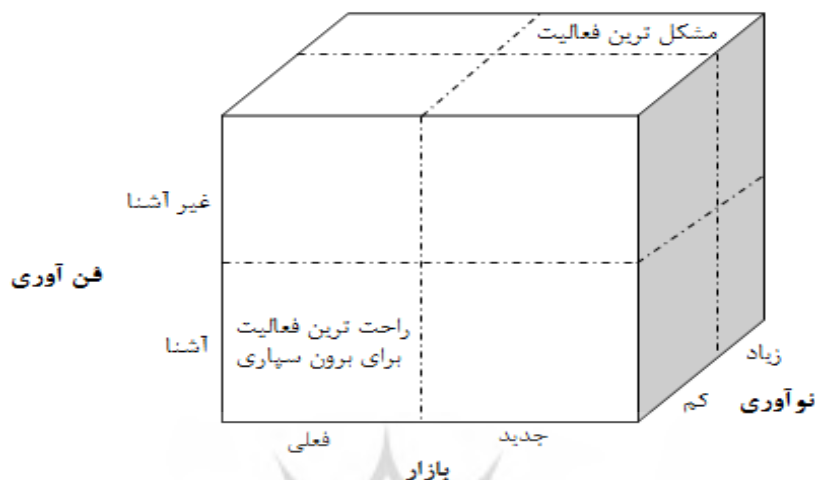 مشکل ترین فعالیت
غیر آشنا
فن آوری
آشنا
راحت ترین فعالیت
برای برون سپاری
زیاد
کم
نوآوری
فعلی
جدید
بازار